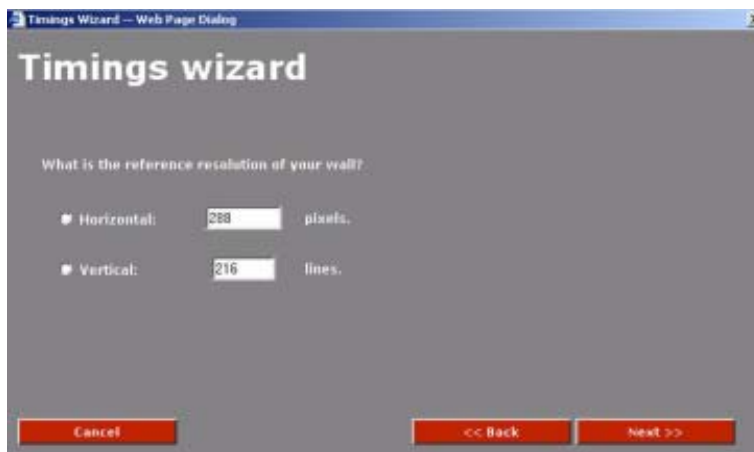 Timings Wizard -- Web Page Dialog
Timings wizard
What is the reference resolution of your wall?
Horizontal: 288 pixels.
Vertical: 216 lines.
Cancel << Back Next >>